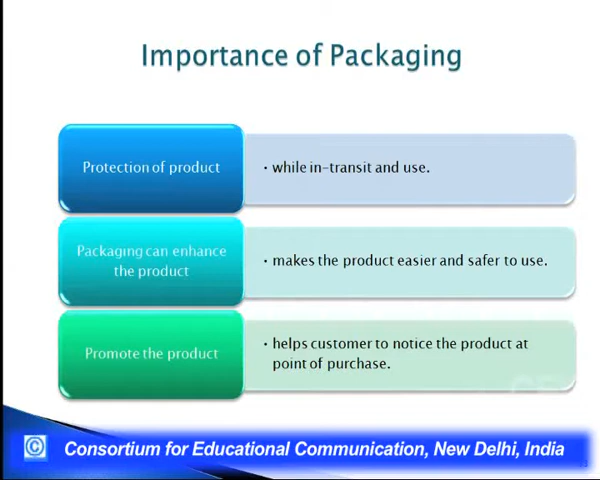 Importance of Packaging
Protection of product
• while in-transit and use.
Packaging can enhance
the product
• makes the product easier and safer to use.
Promote the product
• helps customer to notice the product at
point of purchase.
© Consortium for Educational Communication, New Delhi, India